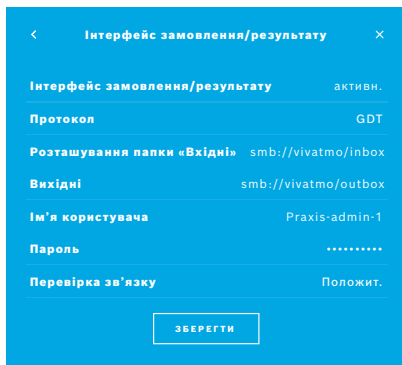 Інтерфейс замовлення/результату
Інтерфейс замовлення/результату активн.
Протокол GDT
Розташування папки «Вхідні» smb://vivatmo/inbox
Вихідні smb://vivatmo/outbox
Ім’я користувача Praxis-admin-1
Пароль ••••••••••
Перевірка зв’язку Положит.
ЗБЕРЕГТИ